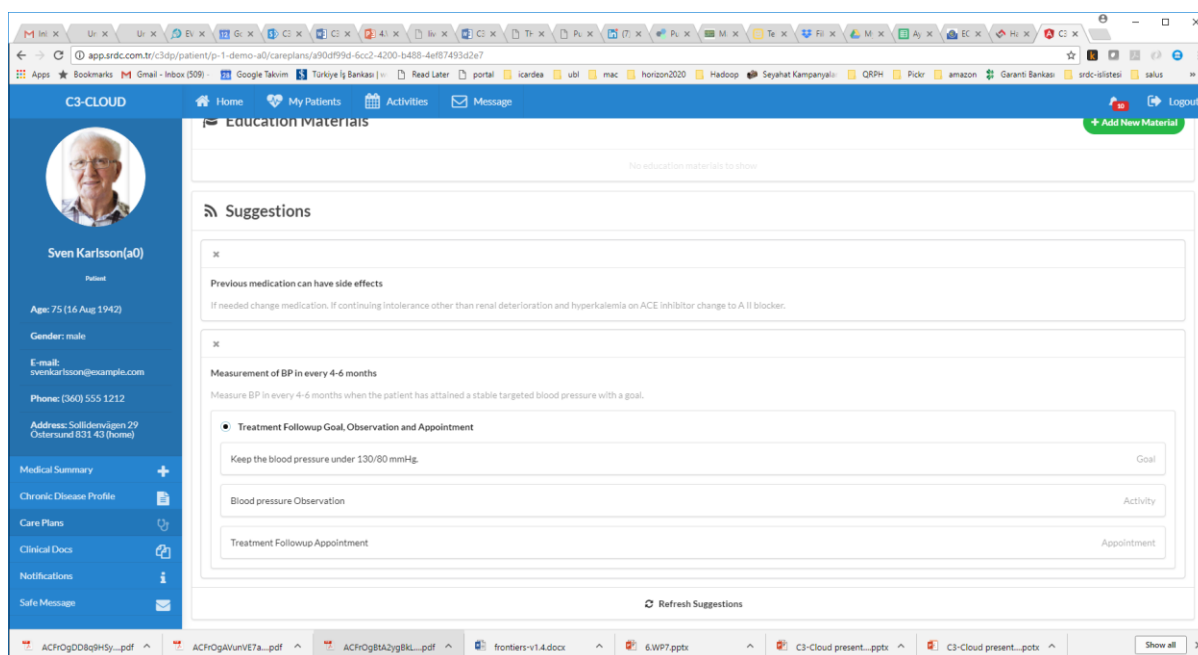 app.srdc.com.tr/c3dp/patient/p-1-demo-a0/careplans/a90df99d-6cc2-4200-b488-4ef87493d2e7
Apps Bookmarks Gmail - Inbox (509) - Google Takvim Türkiye İş Bankası | Read Later portal icardea ubl mac horizon2020 Hadoop Seyahat Kampanyala QRPH Pickr amazon Garanti Bankası srdc-islistesi salus
C3-CLOUD Home My Patients Activities Message 10 Logout
Education Materials
+ Add New Material
No education materials to show
Suggestions
Sven Karlsson(a0)
Patient
Age: 75 (16 Aug 1942)
Gender: male
E-mail:
svenkarlsson@example.com
Phone: (360) 555 1212
Address: Sollidenvägen 29
Östersund 831 43 (home)
Medical Summary
Chronic Disease Profile
Care Plans
Clinical Docs
Notifications
Safe Message
Previous medication can have side effects
If needed change medication. If continuing intolerance other than renal deterioration and hyperkalemia on ACE inhibitor change to A II blocker.
Measurement of BP in every 4-6 months
Measure BP in every 4-6 months when the patient has attained a stable targeted blood pressure with a goal.
Treatment Followup Goal, Observation and Appointment
Keep the blood pressure under 130/80 mmHg. Goal
Blood pressure Observation Activity
Treatment Followup Appointment Appointment
Refresh Suggestions
ACFrOgDD8q9HSy....pdf ACFrOgAVunVE7a....pdf ACFrOgBtA2ygBkL....pdf frontiers-v1.4.docx 6.WP7.pptx C3-Cloud present....pptx C3-Cloud present....potx Show all